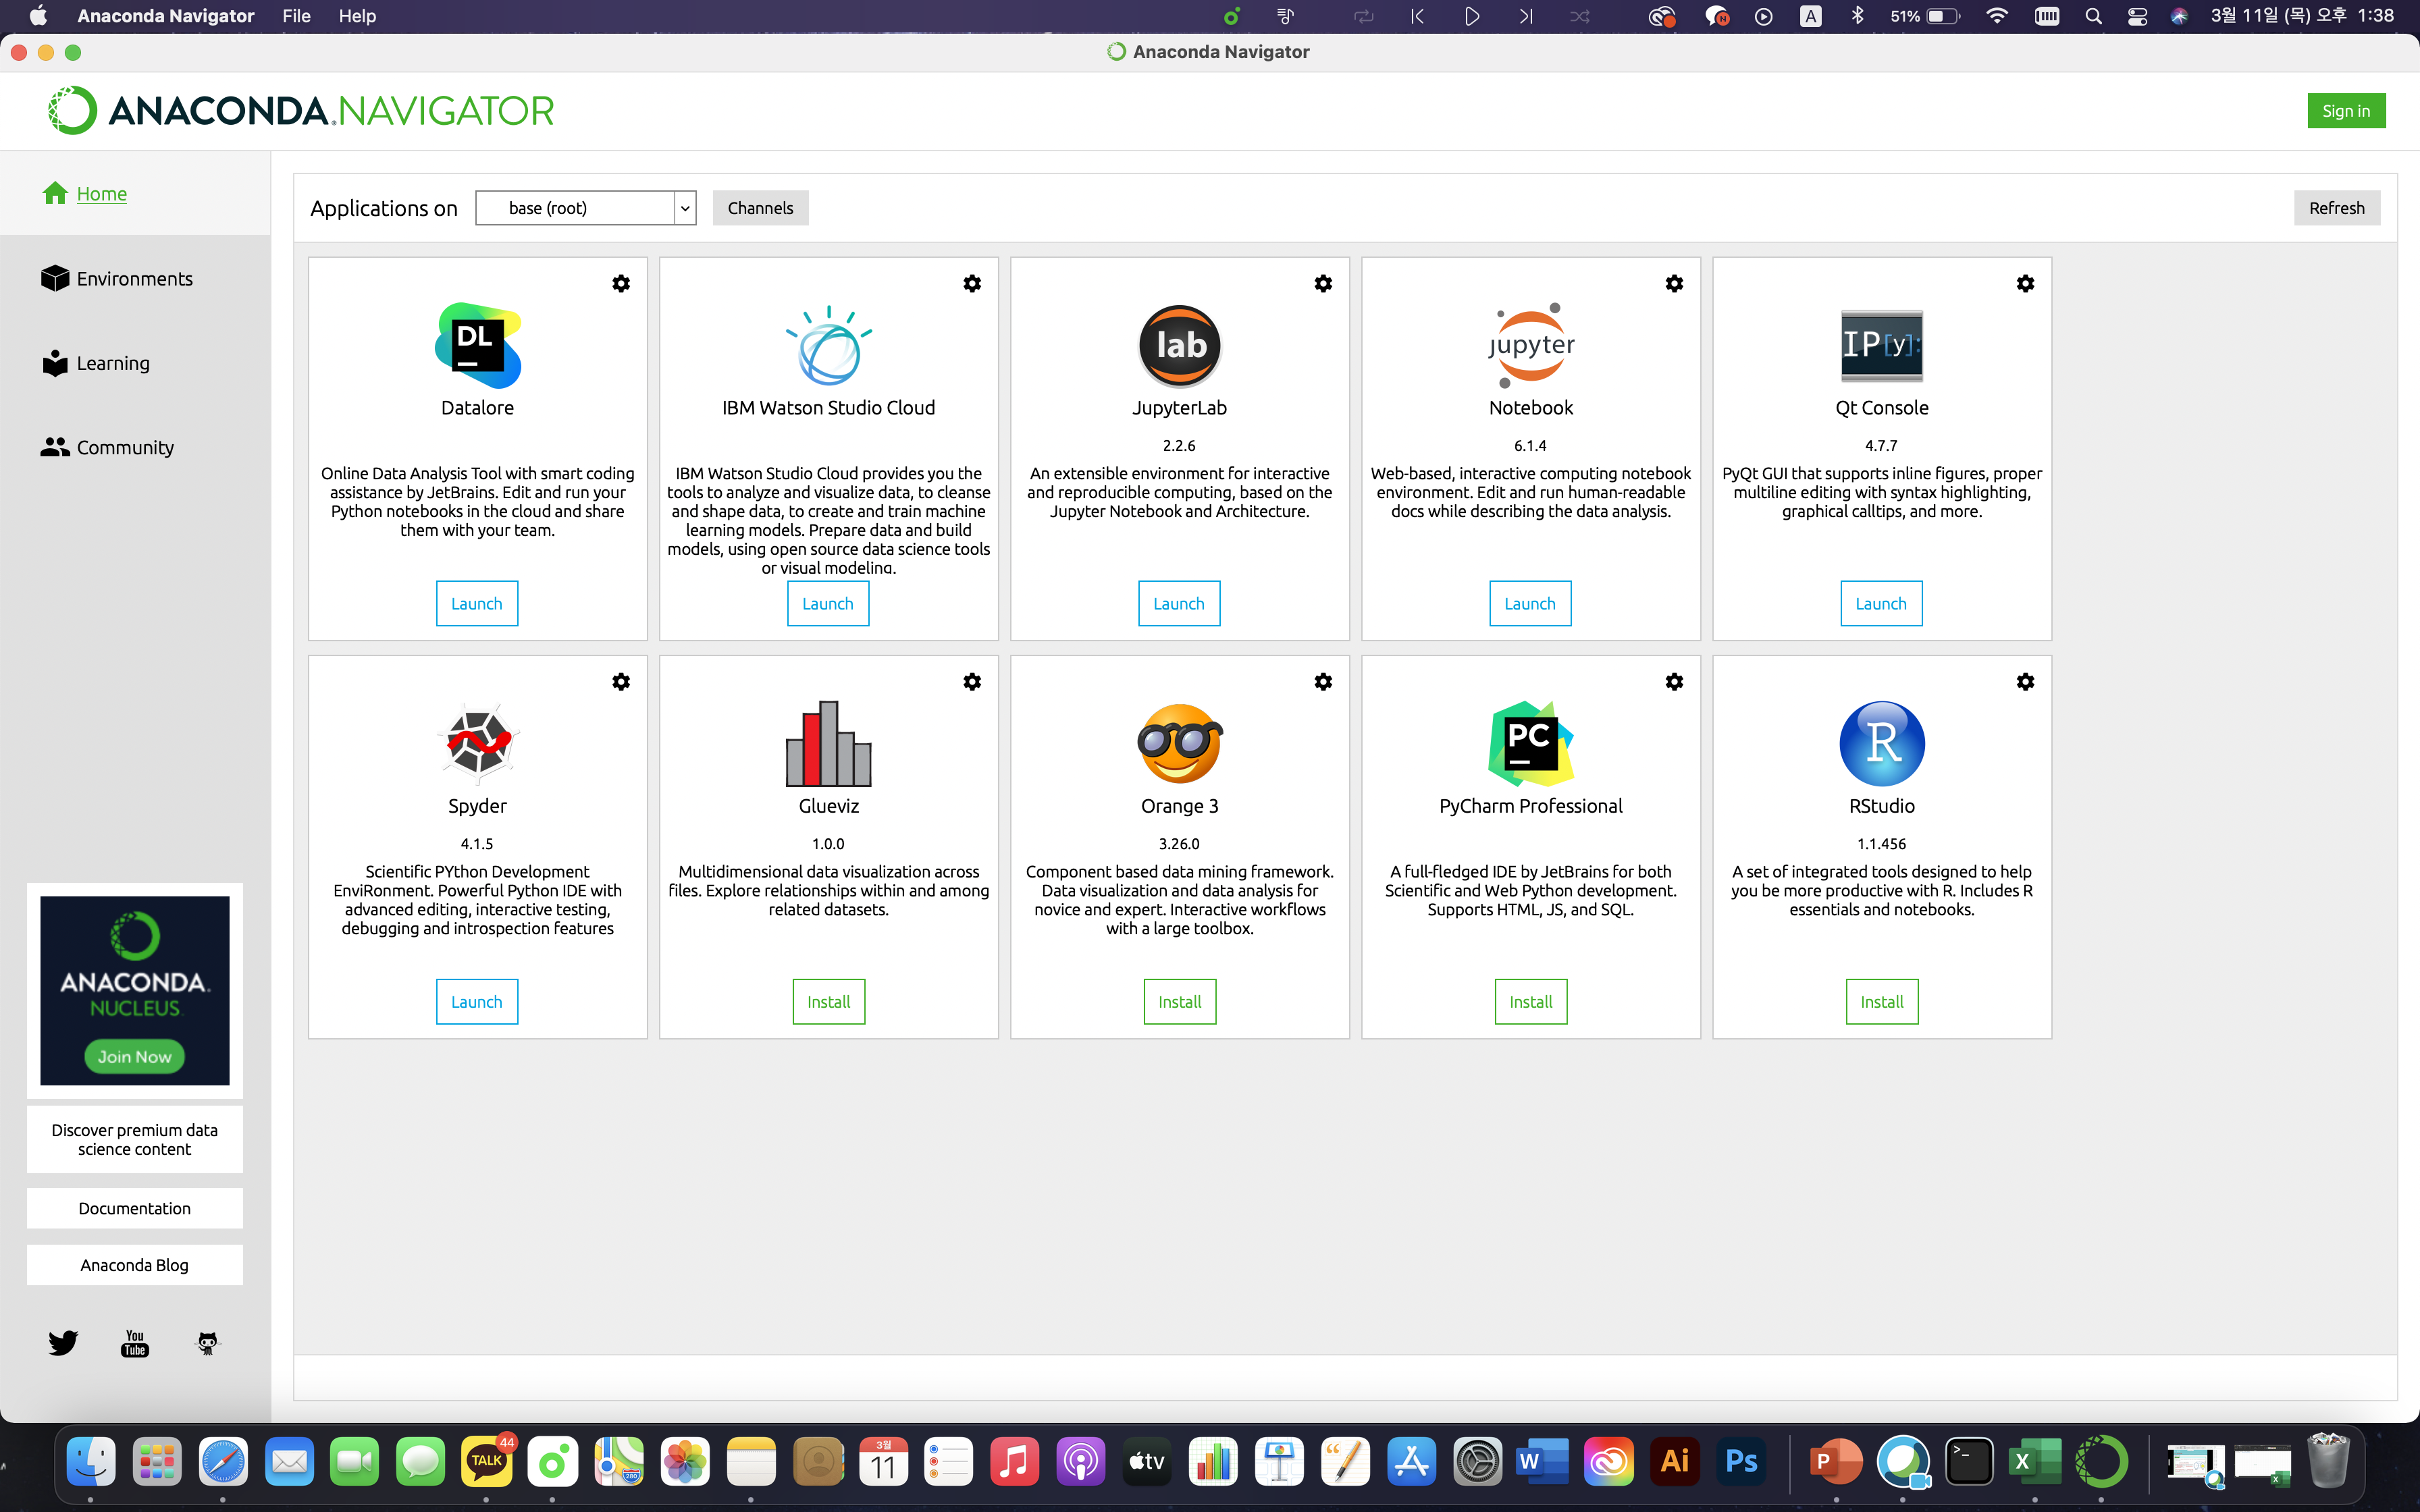 Anaconda Navigator File Help
A 51% 3월 11일 (목) 오후 1:38
Anaconda Navigator
ANACONDA.NAVIGATOR
Sign in
Home
Environments
Learning
Community
Applications on base (root) Channels
Refresh
DL
Datalore
Online Data Analysis Tool with smart coding
assistance by JetBrains. Edit and run your
Python notebooks in the cloud and share
them with your team.
Launch
IBM Watson Studio Cloud
IBM Watson Studio Cloud provides you the
tools to analyze and visualize data, to cleanse
and shape data, to create and train machine
learning models. Prepare data and build
models, using open source data science tools
or visual modeling.
Launch
lab
JupyterLab
2.2.6
An extensible environment for interactive
and reproducible computing, based on the
Jupyter Notebook and Architecture.
Launch
jupyter
Notebook
6.1.4
Web-based, interactive computing notebook
environment. Edit and run human-readable
docs while describing the data analysis.
Launch
IP[y]:
Qt Console
4.7.7
PyQt GUI that supports inline figures, proper
multiline editing with syntax highlighting,
graphical calltips, and more.
Launch
Spyder
4.1.5
Scientific PYthon Development
EnviRonment. Powerful Python IDE with
advanced editing, interactive testing,
debugging and introspection features
Launch
Glueviz
1.0.0
Multidimensional data visualization across
files. Explore relationships within and among
related datasets.
Install
Orange 3
3.26.0
Component based data mining framework.
Data visualization and data analysis for
novice and expert. Interactive workflows
with a large toolbox.
Install
PC
PyCharm Professional
A full-fledged IDE by JetBrains for both
Scientific and Web Python development.
Supports HTML, JS, and SQL.
Install
R
RStudio
1.1.456
A set of integrated tools designed to help
you be more productive with R. Includes R
essentials and notebooks.
Install
ANACONDA.
NUCLEUS
Join Now
Discover premium data
science content
Documentation
Anaconda Blog
You
Tube
TALK
44
280
3월
11
tv
W
Ai
Ps
P
X